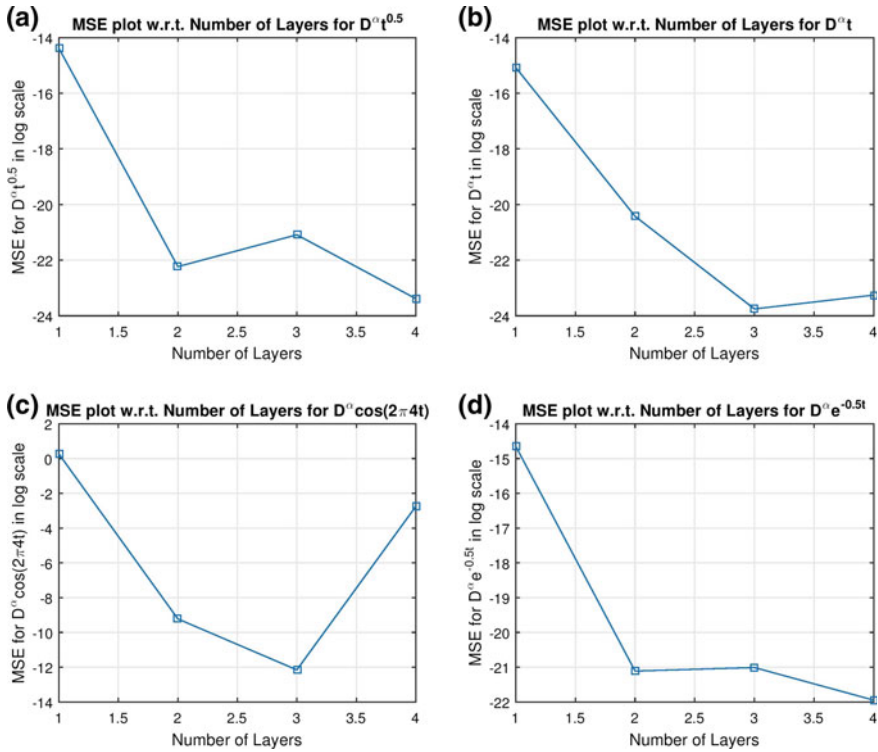 (a)
MSE plot w.r.t. Number of Layers for D^α t^0.5
MSE for D^α t^0.5 in log scale
-14
-16
-18
-20
-22
-24
1 1.5 2 2.5 3 3.5 4
Number of Layers
(b)
MSE plot w.r.t. Number of Layers for D^α t
MSE for D^α t in log scale
-14
-16
-18
-20
-22
-24
1 1.5 2 2.5 3 3.5 4
Number of Layers
(c)
MSE plot w.r.t. Number of Layers for D^α cos(2π4t)
MSE for D^α cos(2π4t) in log scale
2
0
-2
-4
-6
-8
-10
-12
-14
1 1.5 2 2.5 3 3.5 4
Number of Layers
(d)
MSE plot w.r.t. Number of Layers for D^α e^-0.5t
MSE for D^α e^-0.5t in log scale
-14
-15
-16
-17
-18
-19
-20
-21
-22
1 1.5 2 2.5 3 3.5 4
Number of Layers